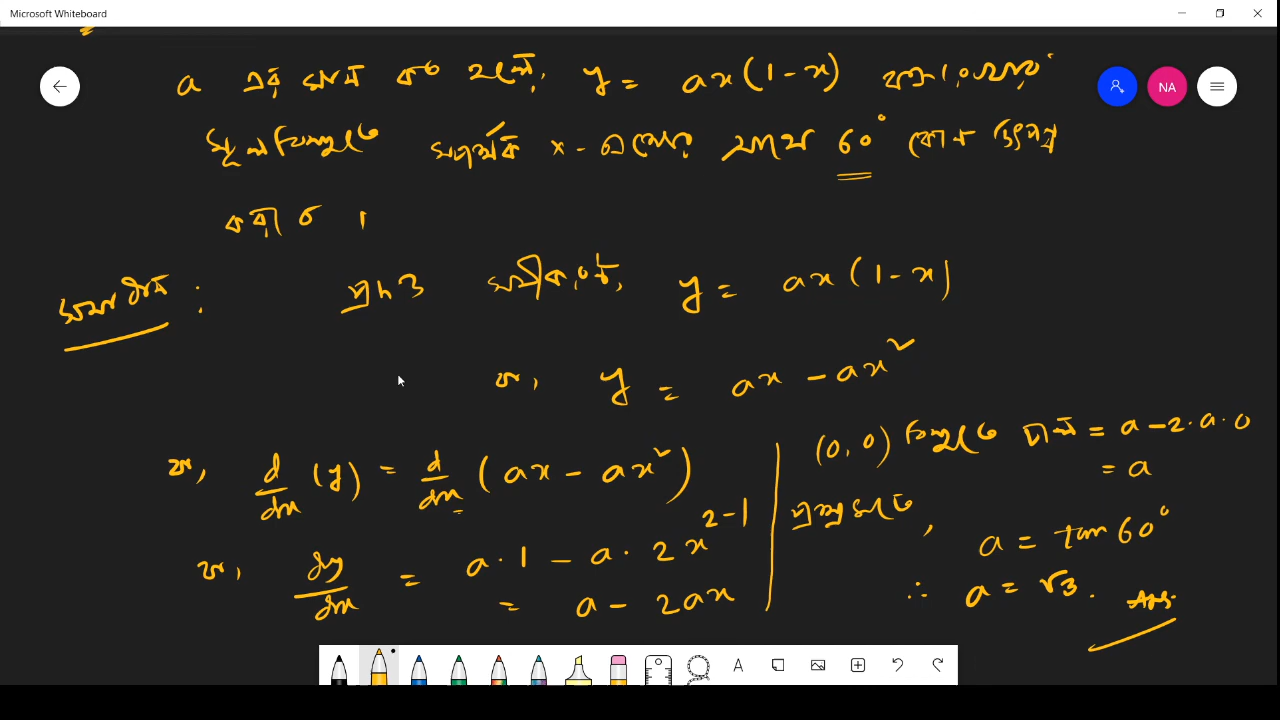 Microsoft Whiteboard
a এর মান কত হলে, y = ax(1-x) বক্ররেখার
মূলবিন্দুতে স্পর্শক x- অক্ষের সাথে 60° কোণ উৎপন্ন
করে।
NA
সমাধান : প্রদত্ত সমীকরণ, y = ax(1-x)
বা, y = ax - ax²
বা, d/dx (y) = d/dx (ax - ax²)
বা, dy/dx = a·1 - a·2x^{2-1}
= a - 2ax
(0, 0) বিন্দুতে ঢাল = a - 2·a·0
= a
প্রশ্নমতে, a = tan 60°
∴ a = √3. Ans.
A